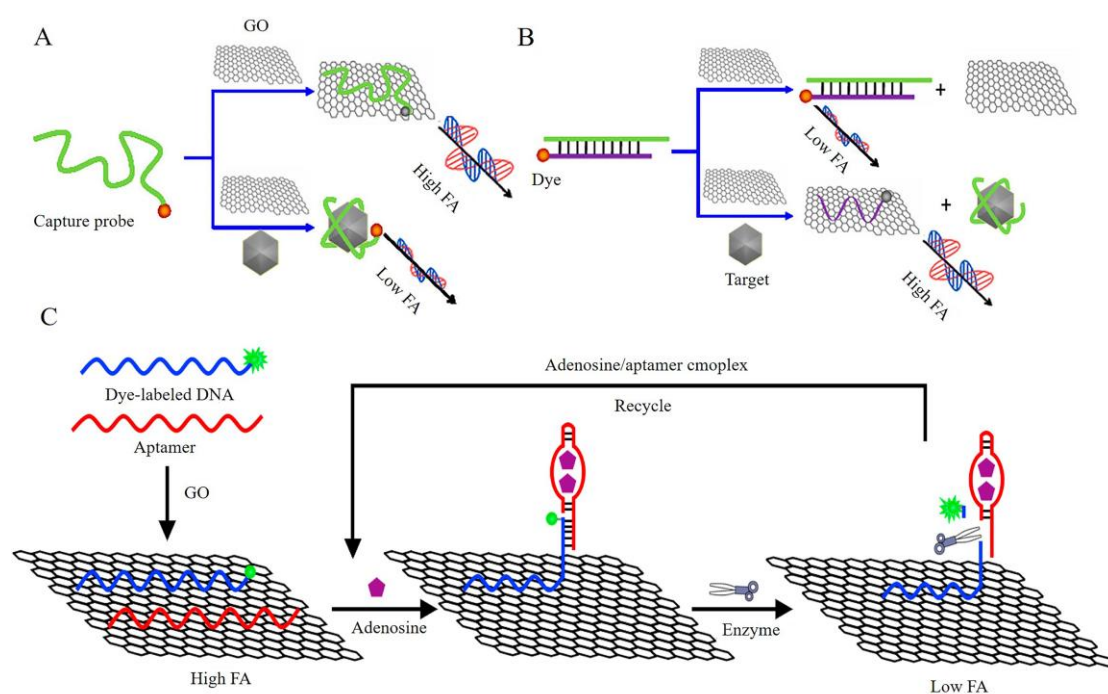 A
GO
Capture probe
High FA
Low FA
B
Dye
Low FA
Target
High FA
C
Dye-labeled DNA
Aptamer
GO
High FA
Adenosine/aptamer cmoplex
Recycle
Adenosine
Enzyme
Low FA